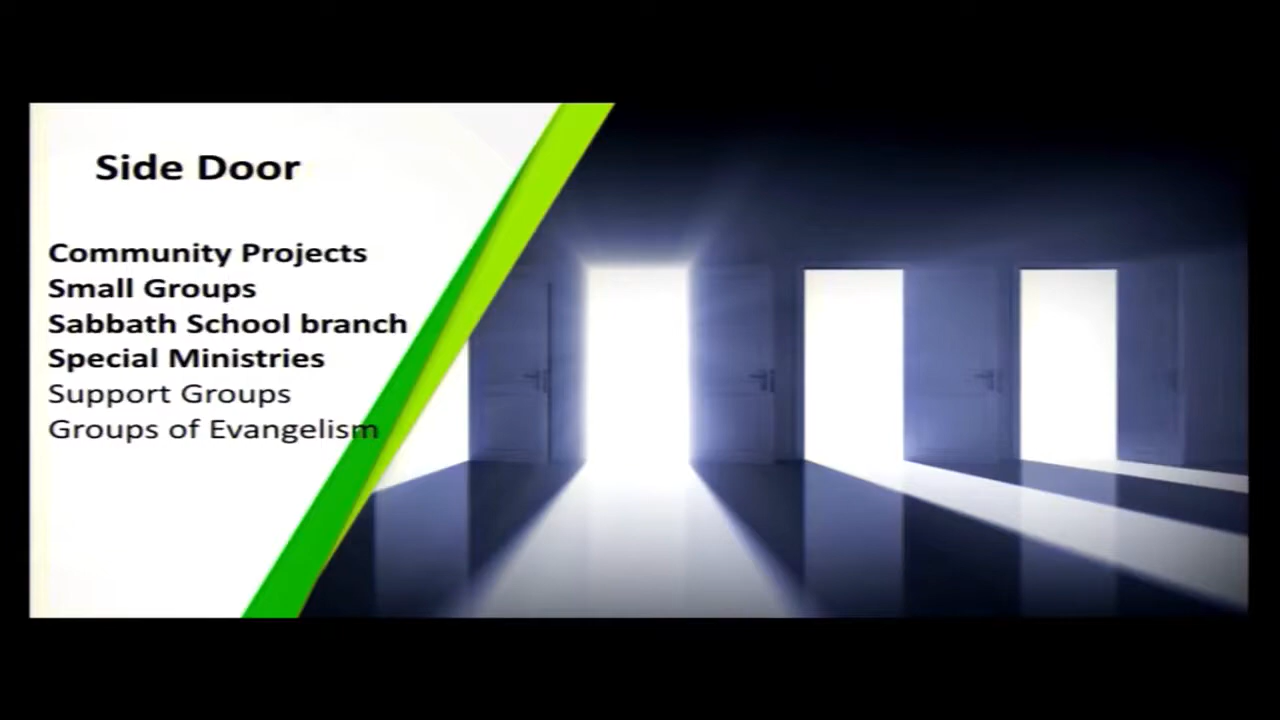 Side Door
Community Projects
Small Groups
Sabbath School branch
Special Ministries
Support Groups
Groups of Evangelism